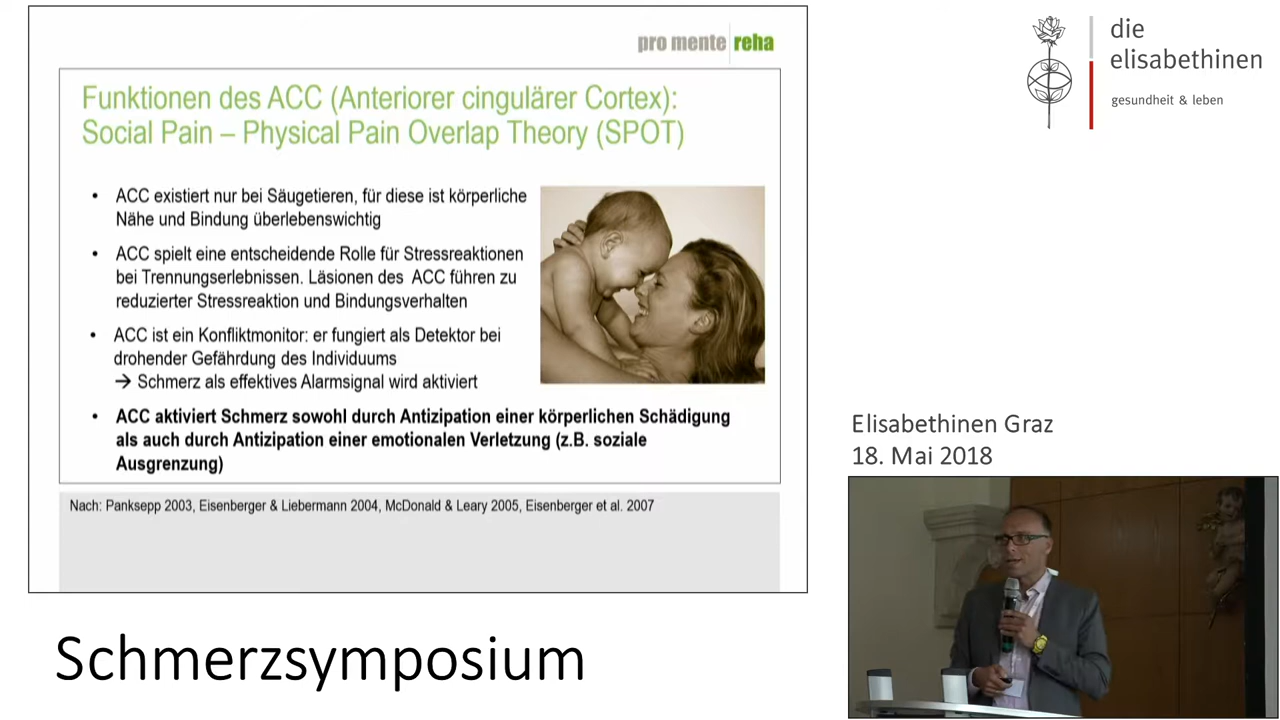 pro mente reha
Funktionen des ACC (Anteriorer cingulärer Cortex):
Social Pain – Physical Pain Overlap Theory (SPOT)
• ACC existiert nur bei Säugetieren, für diese ist körperliche
Nähe und Bindung überlebenswichtig
• ACC spielt eine entscheidende Rolle für Stressreaktionen
bei Trennungserlebnissen. Läsionen des ACC führen zu
reduzierter Stressreaktion und Bindungsverhalten
• ACC ist ein Konfliktmonitor: er fungiert als Detektor bei
drohender Gefährdung des Individuums
→ Schmerz als effektives Alarmsignal wird aktiviert
• ACC aktiviert Schmerz sowohl durch Antizipation einer körperlichen Schädigung
als auch durch Antizipation einer emotionalen Verletzung (z.B. soziale
Ausgrenzung)
Nach: Panksepp 2003, Eisenberger & Liebermann 2004, McDonald & Leary 2005, Eisenberger et al. 2007
Schmerzsymposium
die
elisabethinen
gesundheit & leben
Elisabethinen Graz
18. Mai 2018